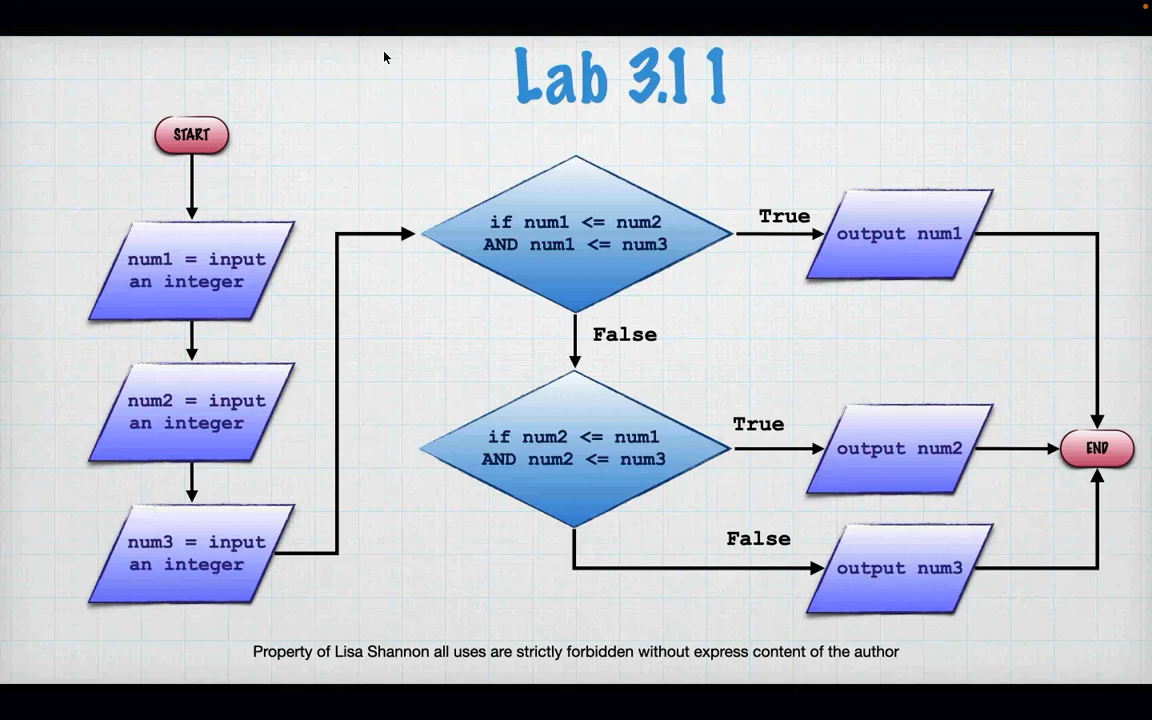 Lab 3.11
START
num1 = input
an integer
num2 = input
an integer
num3 = input
an integer
if num1 <= num2
AND num1 <= num3
True
output num1
False
if num2 <= num1
AND num2 <= num3
True
output num2
END
False
output num3
Property of Lisa Shannon all uses are strictly forbidden without express content of the author